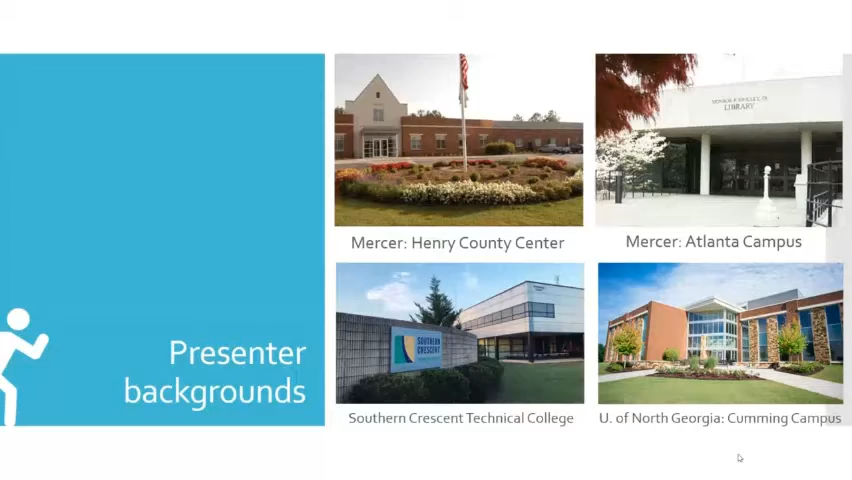 Presenter
backgrounds
LIBRARY
Mercer: Henry County Center
Mercer: Atlanta Campus
SOUTHERN
CRESCENT
Southern Crescent Technical College
U. of North Georgia: Cumming Campus